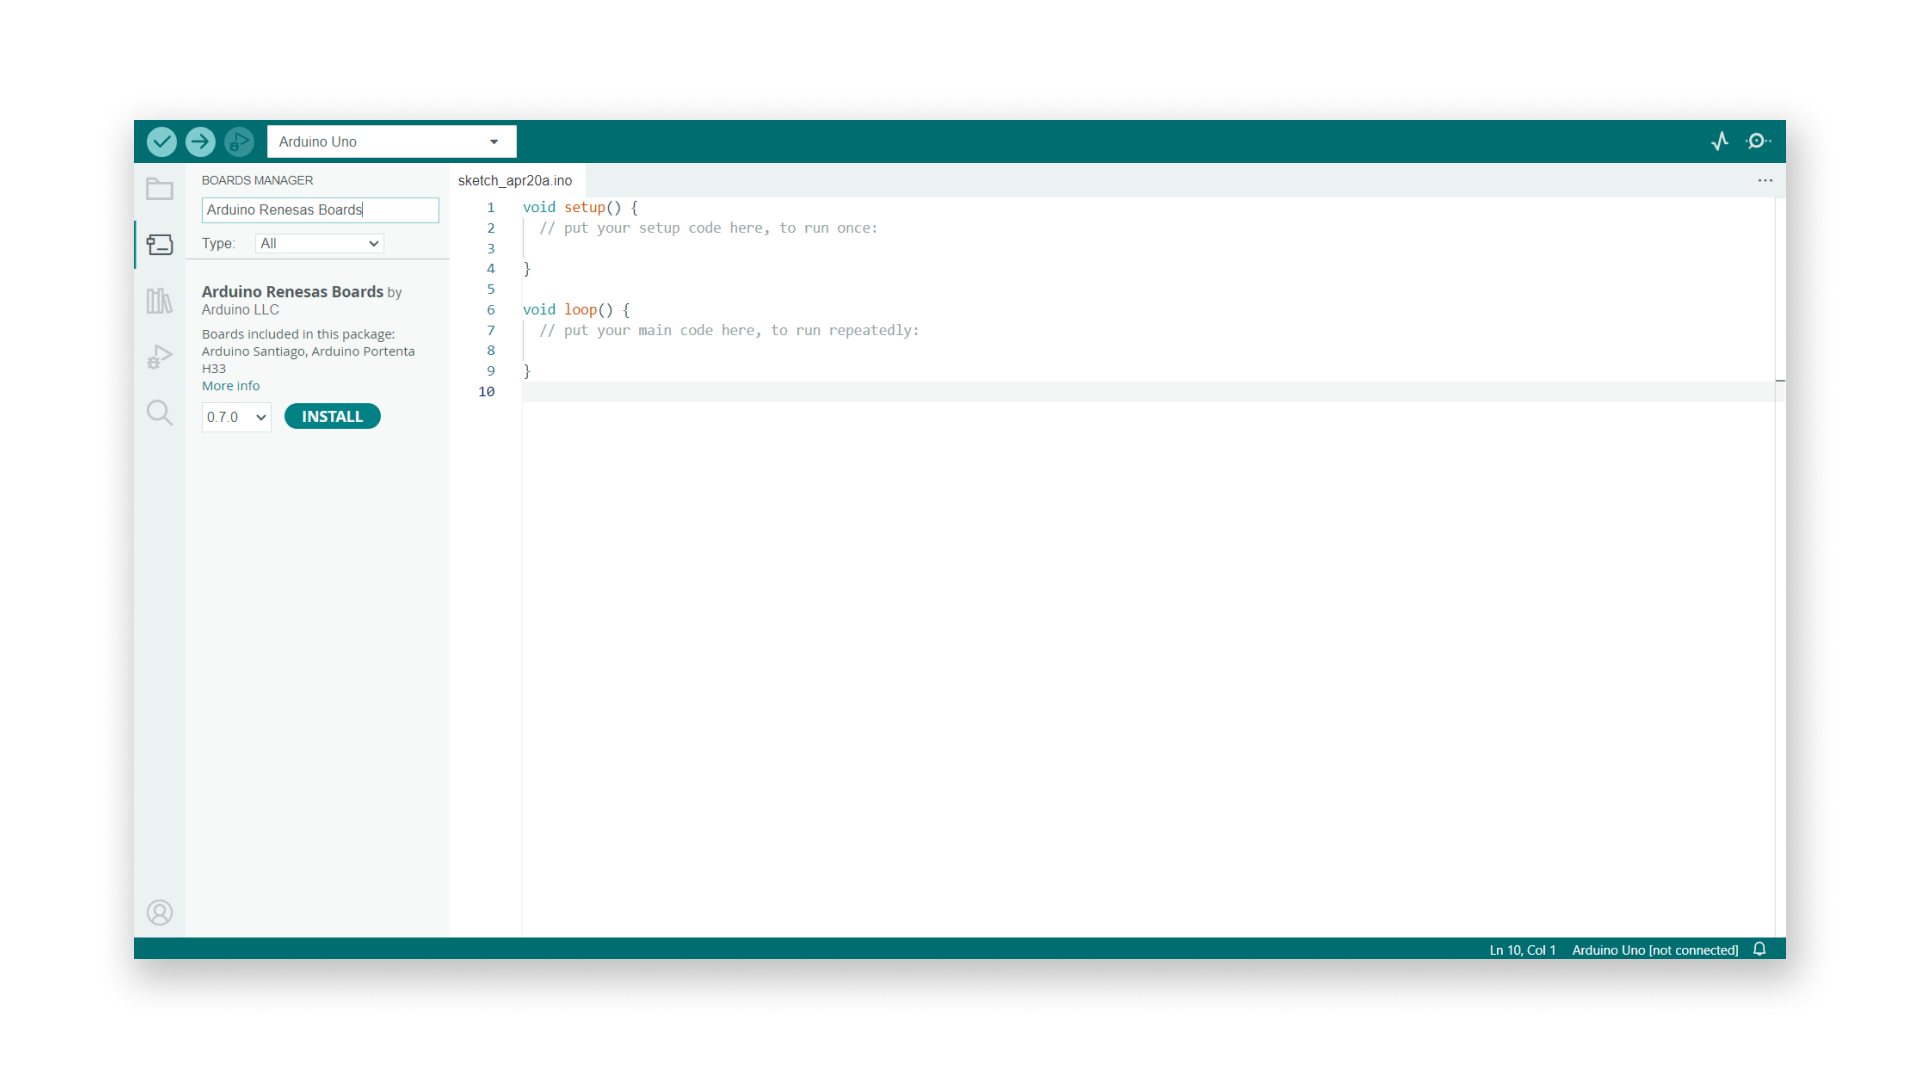 Arduino Uno
BOARDS MANAGER
Arduino Renesas Boards
Type: All
Arduino Renesas Boards by
Arduino LLC
Boards included in this package:
Arduino Santiago, Arduino Portenta
H33
More info
0.7.0 INSTALL
sketch_apr20a.ino
1 void setup() {
2 // put your setup code here, to run once:
3
4 }
5
6 void loop() {
7 // put your main code here, to run repeatedly:
8
9 }
10
Ln 10, Col 1 Arduino Uno [not connected]